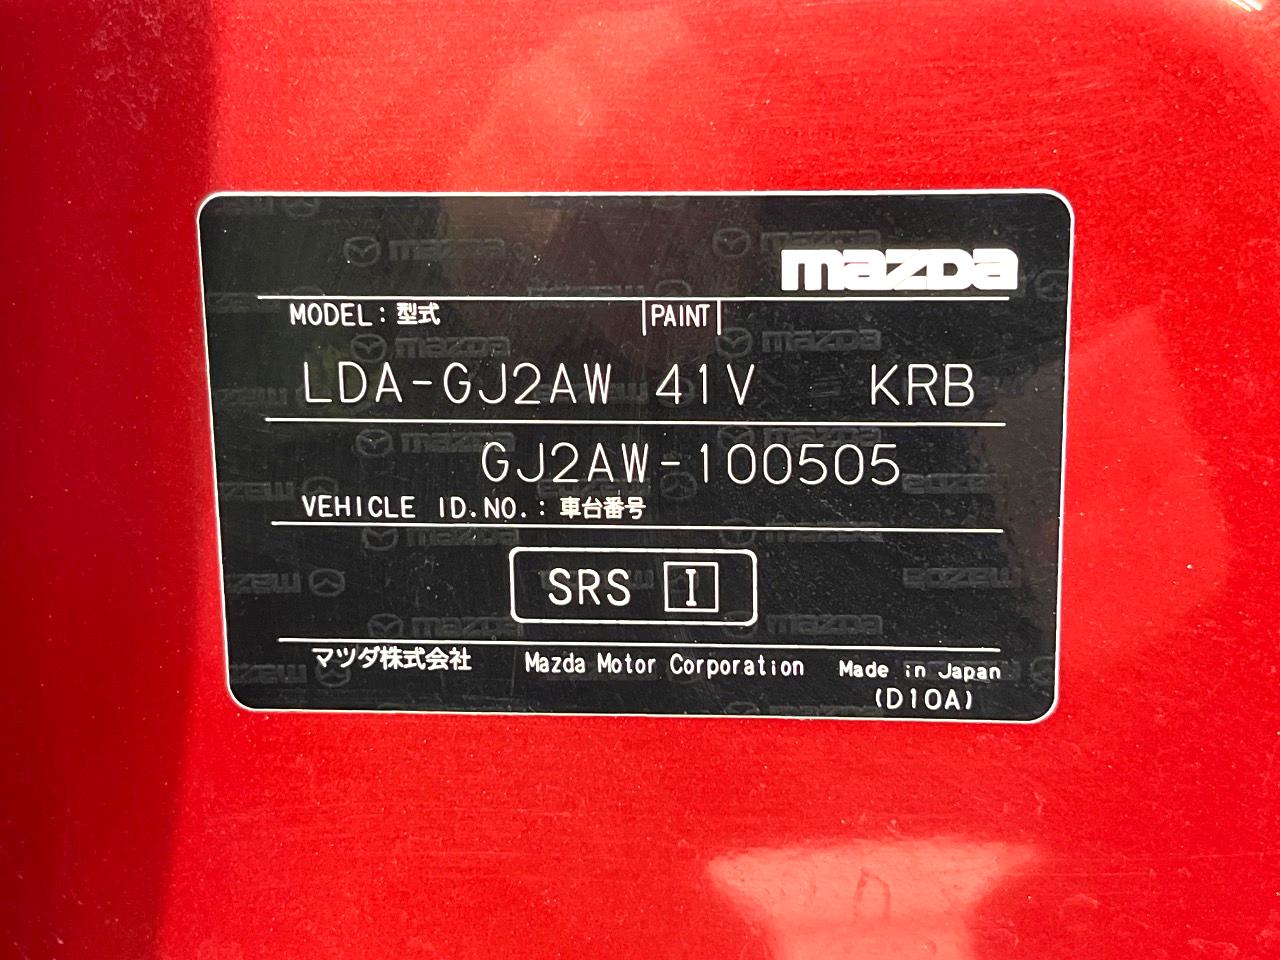 mazda
MODEL: 型式 PAINT
LDA-GJ2AW 41V KRB
GJ2AW-100505
VEHICLE ID.NO.: 車台番号
SRS I
マツダ株式会社 Mazda Motor Corporation Made in Japan
(D10A)